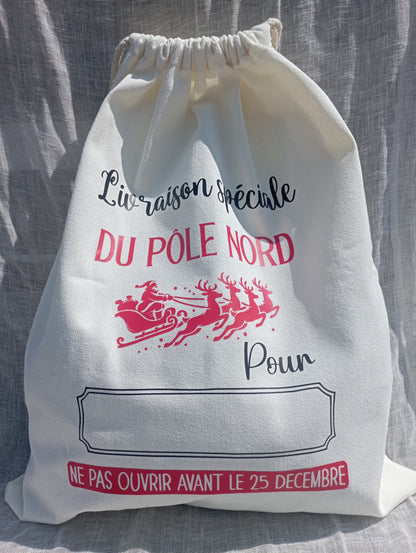 Livraison spéciale
DU PÔLE NORD
Pour
NE PAS OUVRIR AVANT LE 25 DECEMBRE